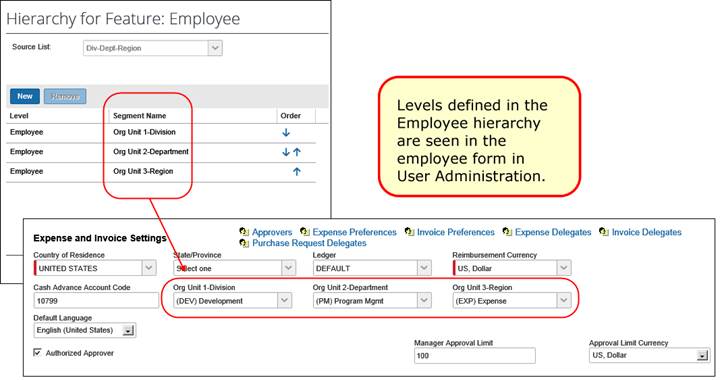 Hierarchy for Feature: Employee
Source List: Div-Dept-Region
New Remove
Level Segment Name Order
Employee Org Unit 1-Division
Employee Org Unit 2-Department
Employee Org Unit 3-Region
Levels defined in the
Employee hierarchy
are seen in the
employee form in
User Administration.
Expense and Invoice Settings
Approvers Expense Preferences Invoice Preferences Expense Delegates Invoice Delegates
Purchase Request Delegates
Country of Residence State/Province Ledger Reimbursement Currency
UNITED STATES Select one DEFAULT US, Dollar
Cash Advance Account Code Org Unit 1-Division Org Unit 2-Department Org Unit 3-Region
10799 (DEV) Development (PM) Program Mgmt (EXP) Expense
Default Language
English (United States)
Authorized Approver
Manager Approval Limit Approval Limit Currency
100 US, Dollar